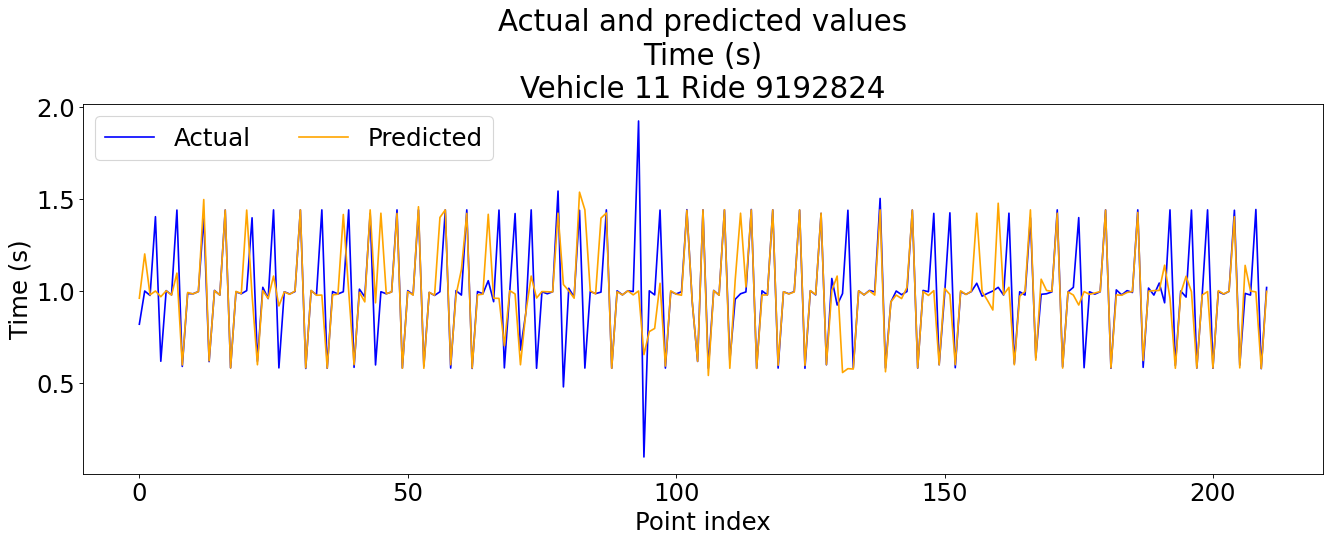 Actual and predicted values
Time (s)
Vehicle 11 Ride 9192824
Actual
Predicted
2.0
1.5
1.0
0.5
Time (s)
0
50
100
150
200
Point index